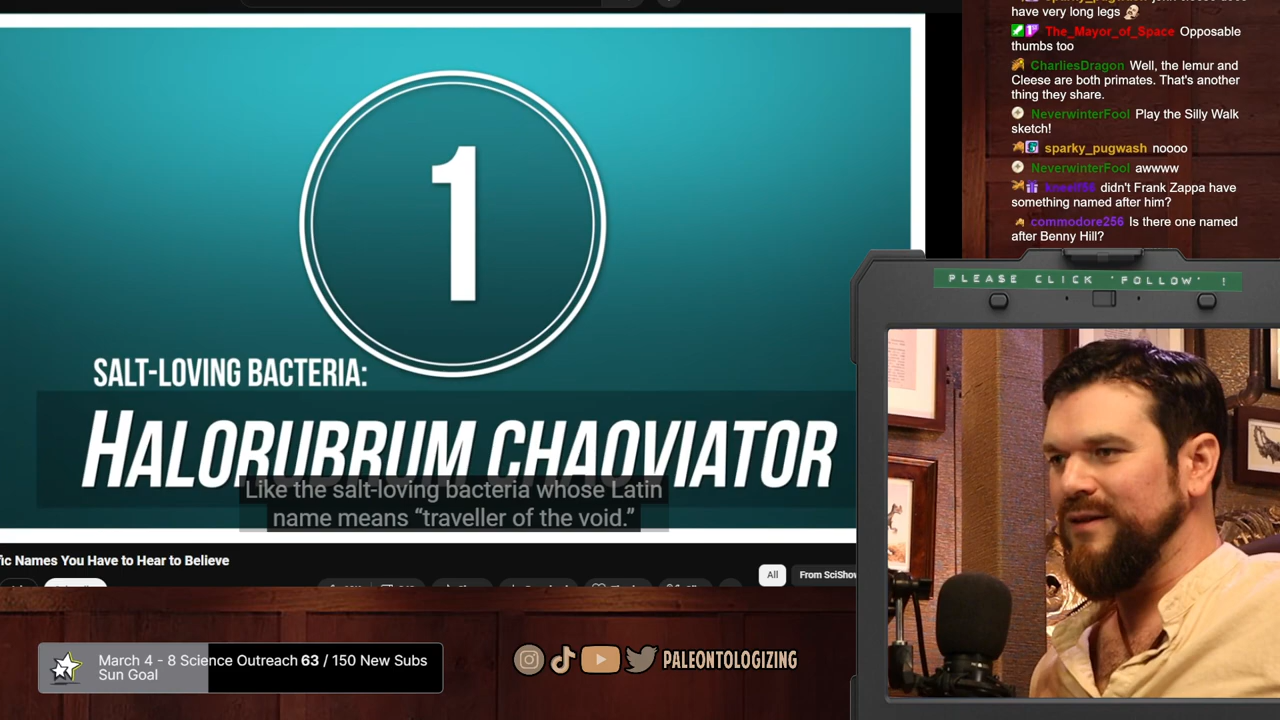 have very long legs
The_Mayor_of_Space Opposable
thumbs too
CharliesDragon Well, the lemur and
Cleese are both primates. That's another
thing they share.
NeverwinterFool Play the Silly Walk
sketch!
sparky_pugwash noooo
NeverwinterFool awwww
kneelf56 didn't Frank Zappa have
something named after him?
commodore256 Is there one named
after Benny Hill?
PLEASE CLICK 'FOLLOW' !
1
SALT-LOVING BACTERIA:
HALORUBRUM CHAOVIATOR
Like the salt-loving bacteria whose Latin
name means “traveller of the void.”
fic Names You Have to Hear to Believe
All
From SciShow
March 4 - 8 Science Outreach 63 / 150 New Subs
Sun Goal
PALEONTOLOGIZING